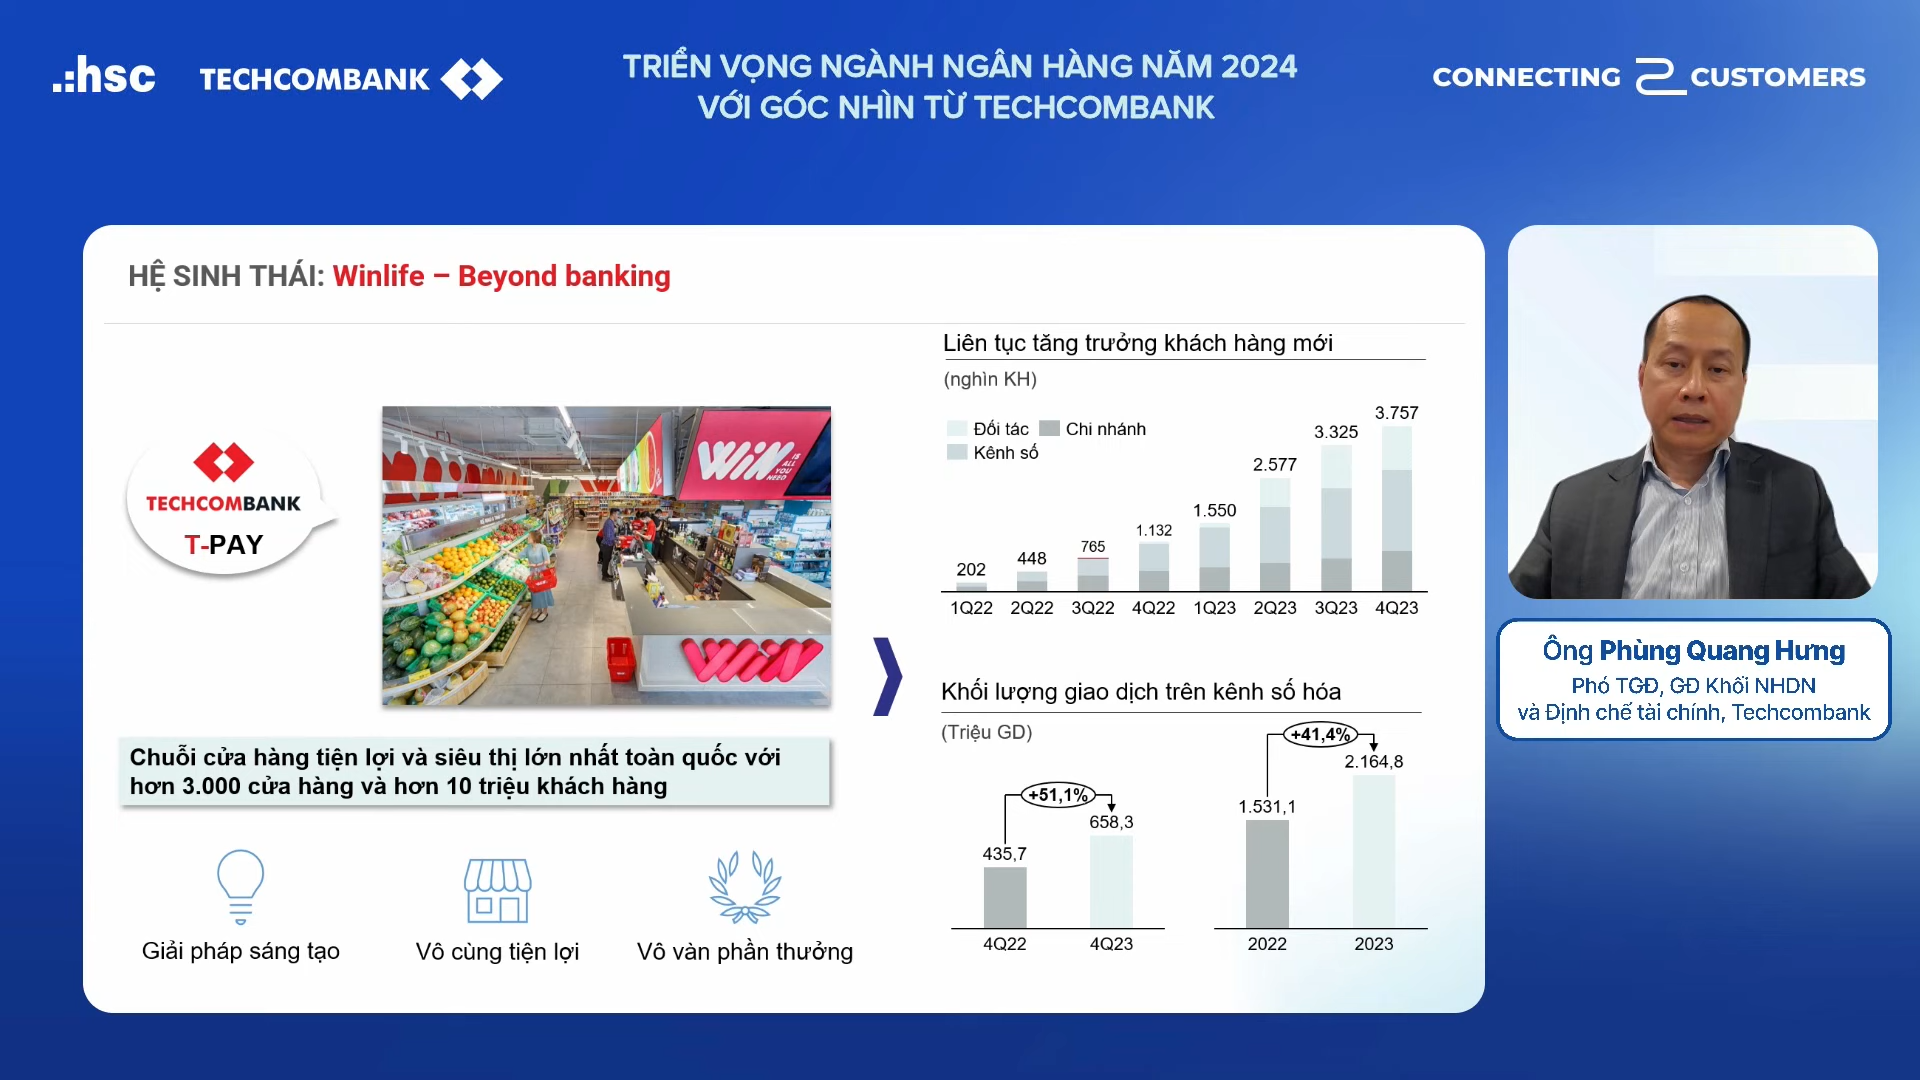 .::hsc
TECHCOMBANK
TRIỂN VỌNG NGÀNH NGÂN HÀNG NĂM 2024
VỚI GÓC NHÌN TỪ TECHCOMBANK
CONNECTING CUSTOMERS
HỆ SINH THÁI: Winlife – Beyond banking
TECHCOMBANK
T-PAY
WiN
IS
ALL
YOU
NEED
WiN
Chuỗi cửa hàng tiện lợi và siêu thị lớn nhất toàn quốc với
hơn 3.000 cửa hàng và hơn 10 triệu khách hàng
Giải pháp sáng tạo
Vô cùng tiện lợi
Vô vàn phần thưởng
Liên tục tăng trưởng khách hàng mới
(nghìn KH)
Đối tác
Chi nhánh
Kênh số
202
448
765
1.132
1.550
2.577
3.325
3.757
1Q22
2Q22
3Q22
4Q22
1Q23
2Q23
3Q23
4Q23
Khối lượng giao dịch trên kênh số hóa
(Triệu GD)
+51,1%
435,7
658,3
4Q22
4Q23
+41,4%
1.531,1
2.164,8
2022
2023
Ông Phùng Quang Hưng
Phó TGĐ, GĐ Khối NHDN
và Định chế tài chính, Techcombank